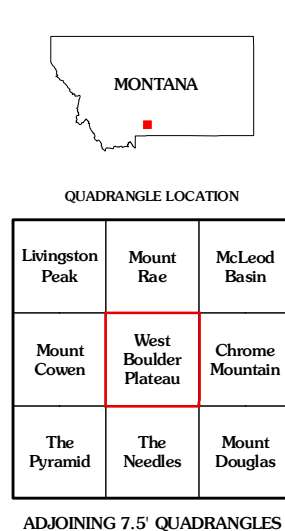 MONTANA
QUADRANGLE LOCATION
Livingston
Peak
Mount
Rae
McLeod
Basin
Mount
Cowen
West
Boulder
Plateau
Chrome
Mountain
The
Pyramid
The
Needles
Mount
Douglas
ADJOINING 7.5' QUADRANGLES